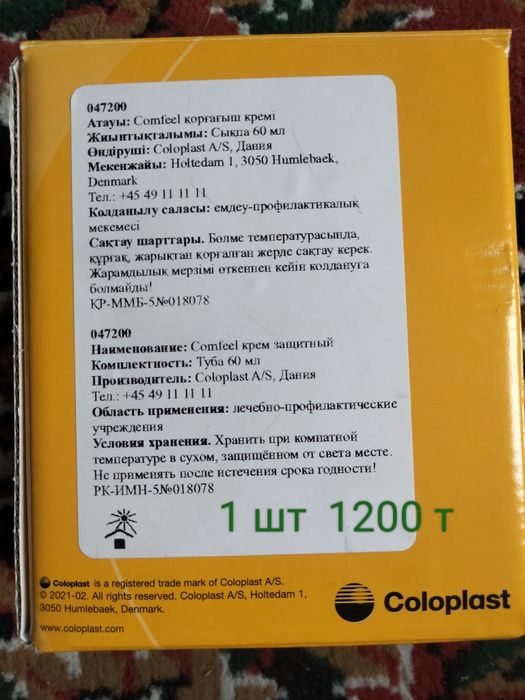 047200
Атауы: Comfeel қорғағыш кремі
Жиынтықталымы: Сықпа 60 мл
Өндіруші: Coloplast A/S, Дания
Мекенжайы: Holtedam 1, 3050 Humlebaek,
Denmark
Тел.: +45 49 11 11 11
Колданылу саласы: емдеу-профилактикалық
мекемесі
Сақтау шарттары. Бөлме температурасында,
құрғақ, жарықтан қорғалған жерде сақтау керек.
Жарамдылық мерзімі өткеннен кейін колдануға
болмайды!
ҚР-ММБ-5№018078
047200
Наименование: Comfeel крем защитный
Комплектность: Туба 60 мл
Производитель: Coloplast A/S, Дания
Тел.: +45 49 11 11 11
Область применения: лечебно-профилактические
учреждения
Условия хранения. Хранить при комнатной
температуре в сухом, защищённом от света месте.
Не применять после истечения срока годности!
РК-ИМН-5№018078
1 шт 1200 т
Coloplast is a registered trade mark of Coloplast A/S.
© 2021-02. All rights reserved. Coloplast A/S, Holtedam 1,
3050 Humlebaek, Denmark.
www.coloplast.com
Coloplast